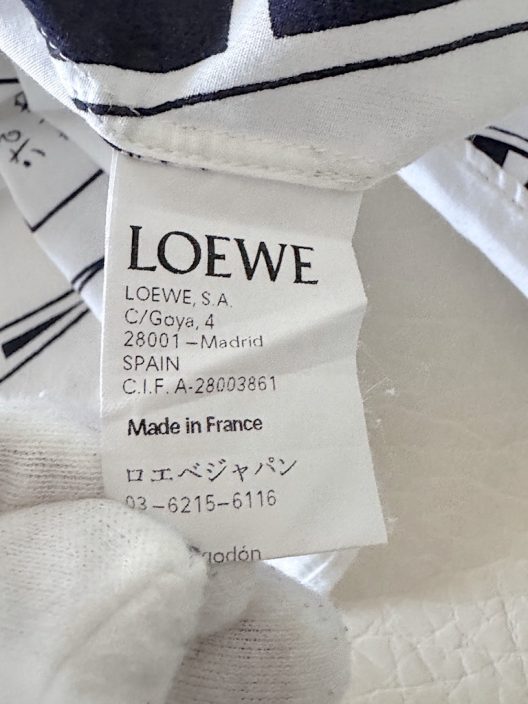 LOEWE
LOEWE, S.A.
C/Goya, 4
28001 – Madrid
SPAIN
C.I.F. A-28003861
Made in France
ロエベジャパン
03-6215-6116